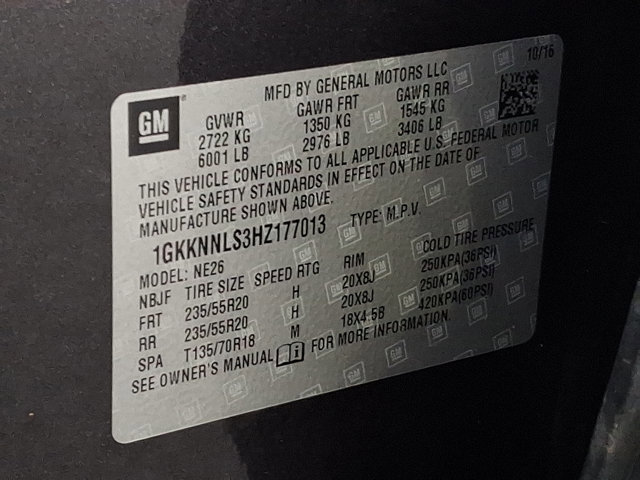 10/16
MFD BY GENERAL MOTORS LLC
GM
GVWR GAWR FRT GAWR RR
2722 KG 1350 KG 1545 KG
6001 LB 2976 LB 3406 LB
THIS VEHICLE CONFORMS TO ALL APPLICABLE U.S. FEDERAL MOTOR
VEHICLE SAFETY STANDARDS IN EFFECT ON THE DATE OF
MANUFACTURE SHOWN ABOVE.
1GKKNNLS3HZ177013 TYPE: M.P.V.
MODEL: NE26
NBJF TIRE SIZE SPEED RTG RIM COLD TIRE PRESSURE
FRT 235/55R20 H 20X8J 250KPA(36PSI)
RR 235/55R20 H 20X8J 250KPA(36PSI)
SPA T135/70R18 M 18X4.5B 420KPA(60PSI)
SEE OWNER'S MANUAL i FOR MORE INFORMATION.